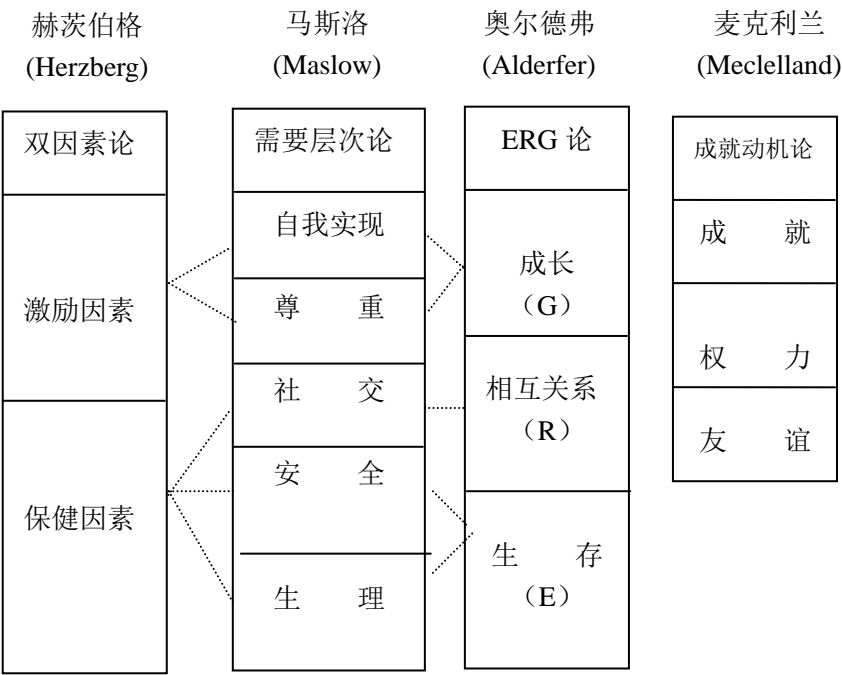 赫茨伯格
(Herzberg)
双因素论
激励因素
保健因素
马斯洛
(Maslow)
需要层次论
自我实现
尊 重
社 交
安 全
生 理
奥尔德弗
(Alderfer)
ERG 论
成长
（G）
相互关系
（R）
生 存
（E）
麦克利兰
(Meclelland)
成就动机论
成 就
权 力
友 谊